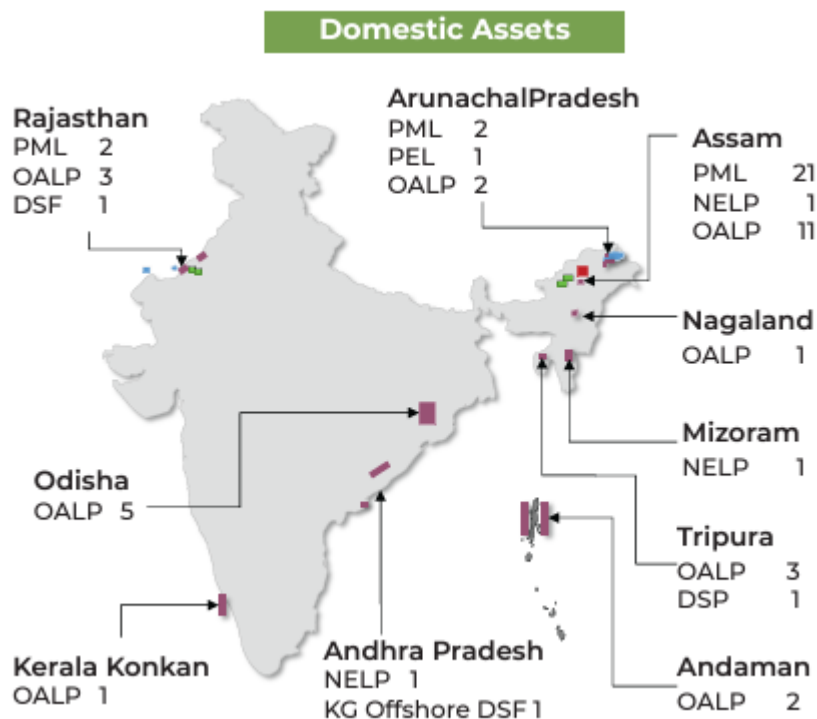 Domestic Assets
Rajasthan
PML 2
OALP 3
DSF 1
ArunachalPradesh
PML 2
PEL 1
OALP 2
Assam
PML 21
NELP 1
OALP 11
Nagaland
OALP 1
Mizoram
NELP 1
Tripura
OALP 3
DSP 1
Andaman
OALP 2
Odisha
OALP 5
Kerala Konkan
OALP 1
Andhra Pradesh
NELP 1
KG Offshore DSF 1